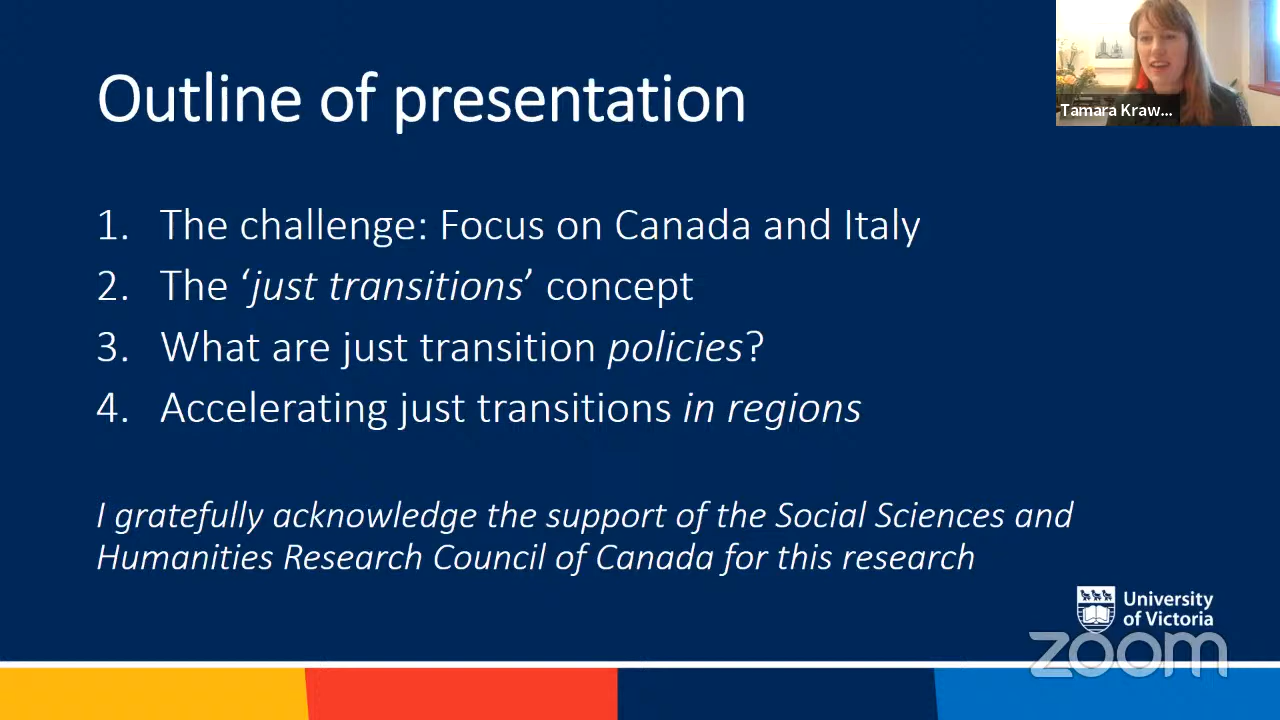 Outline of presentation
Tamara Kraw...
1. The challenge: Focus on Canada and Italy
2. The ‘just transitions’ concept
3. What are just transition policies?
4. Accelerating just transitions in regions
I gratefully acknowledge the support of the Social Sciences and
Humanities Research Council of Canada for this research
University
of Victoria
zoom